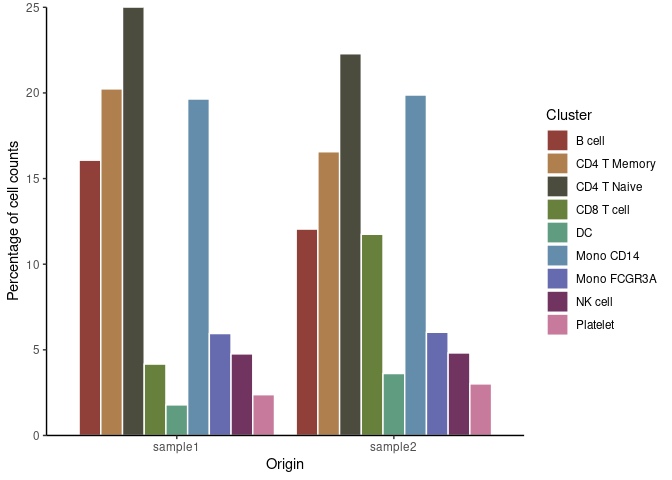 25
20
15
10
5
0
Percentage of cell counts
sample1
sample2
Origin
Cluster
B cell
CD4 T Memory
CD4 T Naive
CD8 T cell
DC
Mono CD14
Mono FCGR3A
NK cell
Platelet